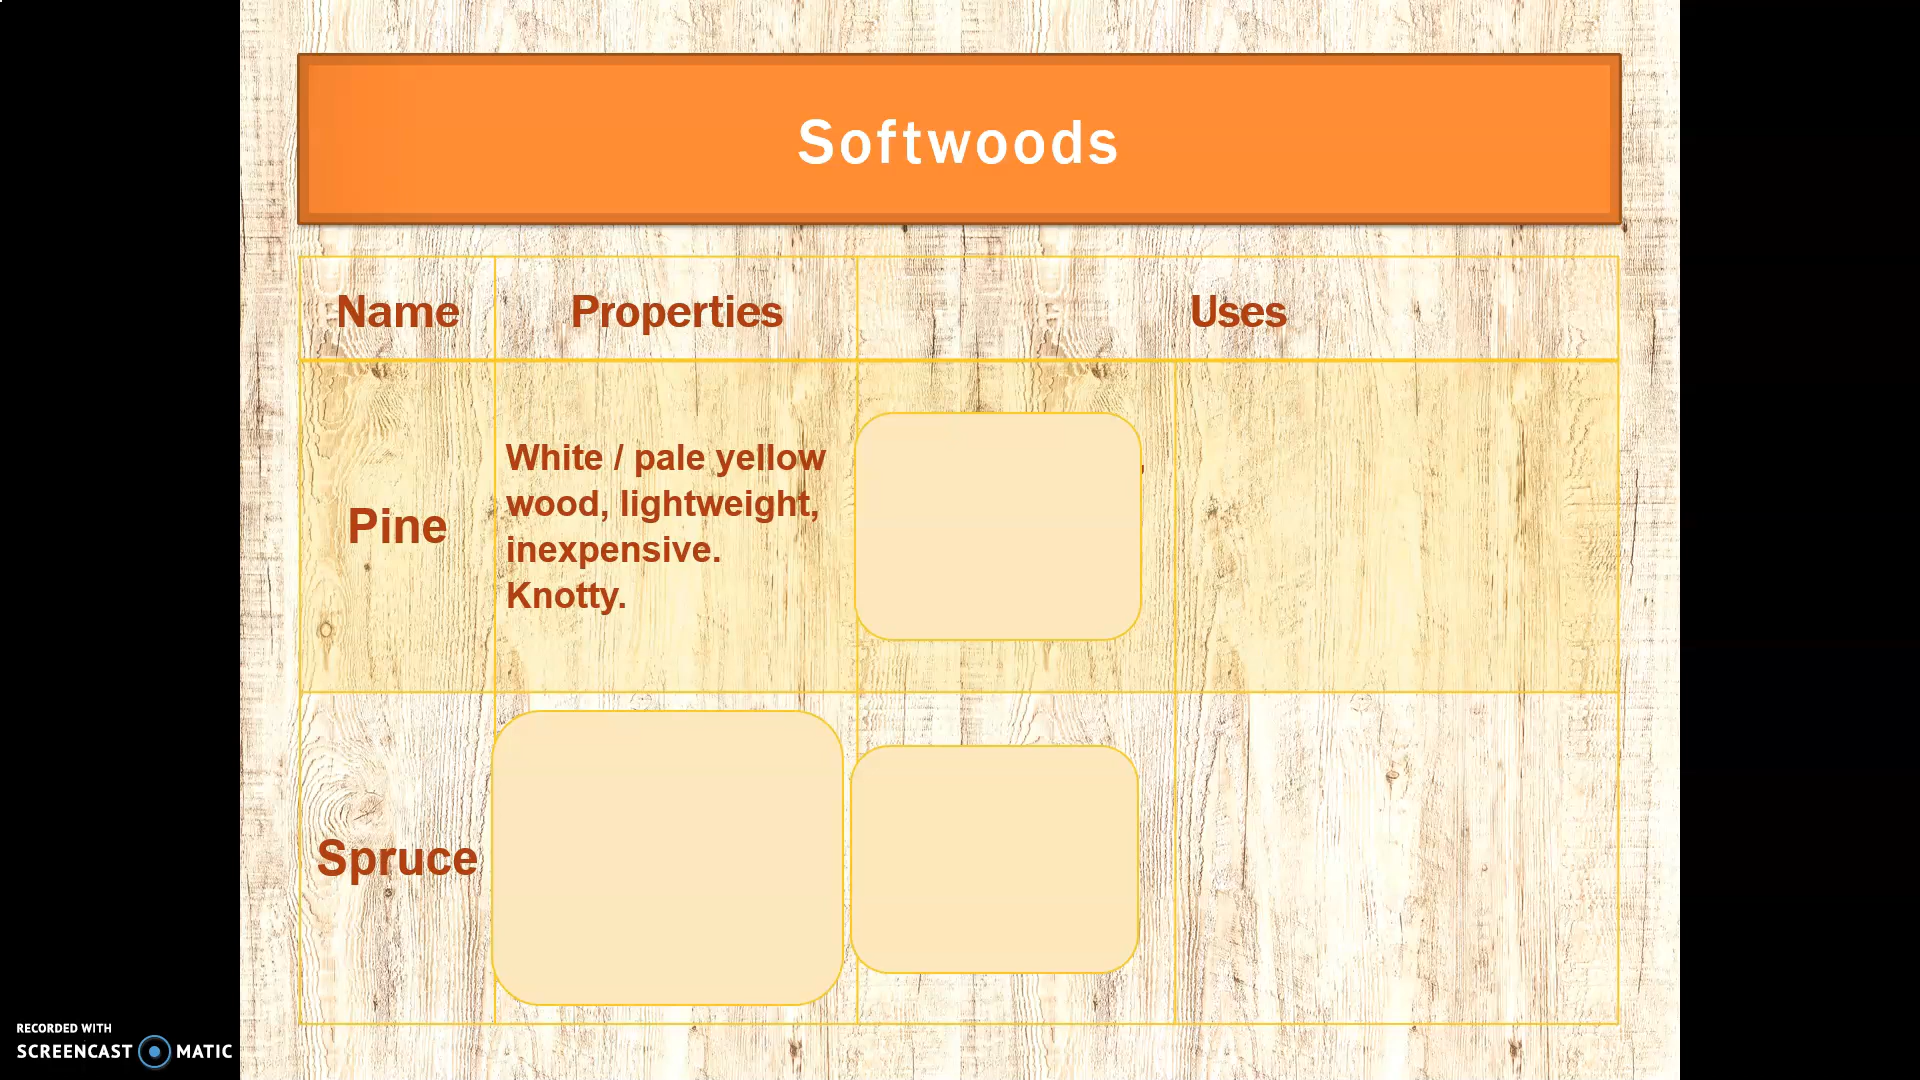 Softwoods
Name Properties Uses
Pine
White / pale yellow
wood, lightweight,
inexpensive.
Knotty.
Spruce
RECORDED WITH
SCREENCAST MATIC